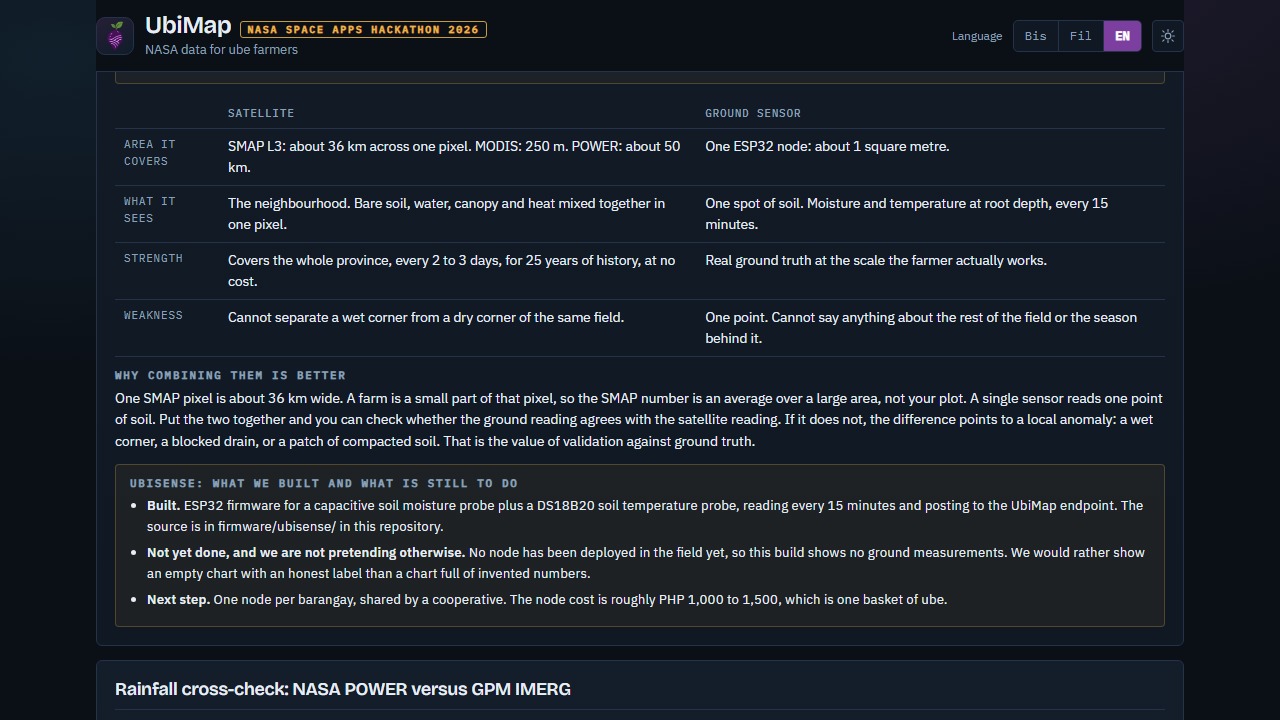 UbiMap NASA SPACE APPS HACKATHON 2026
NASA data for ube farmers
Language Bis Fil EN
SATELLITE GROUND SENSOR
AREA IT COVERS
SMAP L3: about 36 km across one pixel. MODIS: 250 m. POWER: about 50
km.
One ESP32 node: about 1 square metre.
WHAT IT SEES
The neighbourhood. Bare soil, water, canopy and heat mixed together in
one pixel.
One spot of soil. Moisture and temperature at root depth, every 15
minutes.
STRENGTH
Covers the whole province, every 2 to 3 days, for 25 years of history, at no
cost.
Real ground truth at the scale the farmer actually works.
WEAKNESS
Cannot separate a wet corner from a dry corner of the same field.
One point. Cannot say anything about the rest of the field or the season
behind it.
WHY COMBINING THEM IS BETTER
One SMAP pixel is about 36 km wide. A farm is a small part of that pixel, so the SMAP number is an average over a large area, not your plot. A single sensor reads one point
of soil. Put the two together and you can check whether the ground reading agrees with the satellite reading. If it does not, the difference points to a local anomaly: a wet
corner, a blocked drain, or a patch of compacted soil. That is the value of validation against ground truth.
UBISENSE: WHAT WE BUILT AND WHAT IS STILL TO DO
• Built. ESP32 firmware for a capacitive soil moisture probe plus a DS18B20 soil temperature probe, reading every 15 minutes and posting to the UbiMap endpoint. The
source is in firmware/ubisense/ in this repository.
• Not yet done, and we are not pretending otherwise. No node has been deployed in the field yet, so this build shows no ground measurements. We would rather show
an empty chart with an honest label than a chart full of invented numbers.
• Next step. One node per barangay, shared by a cooperative. The node cost is roughly PHP 1,000 to 1,500, which is one basket of ube.
Rainfall cross-check: NASA POWER versus GPM IMERG